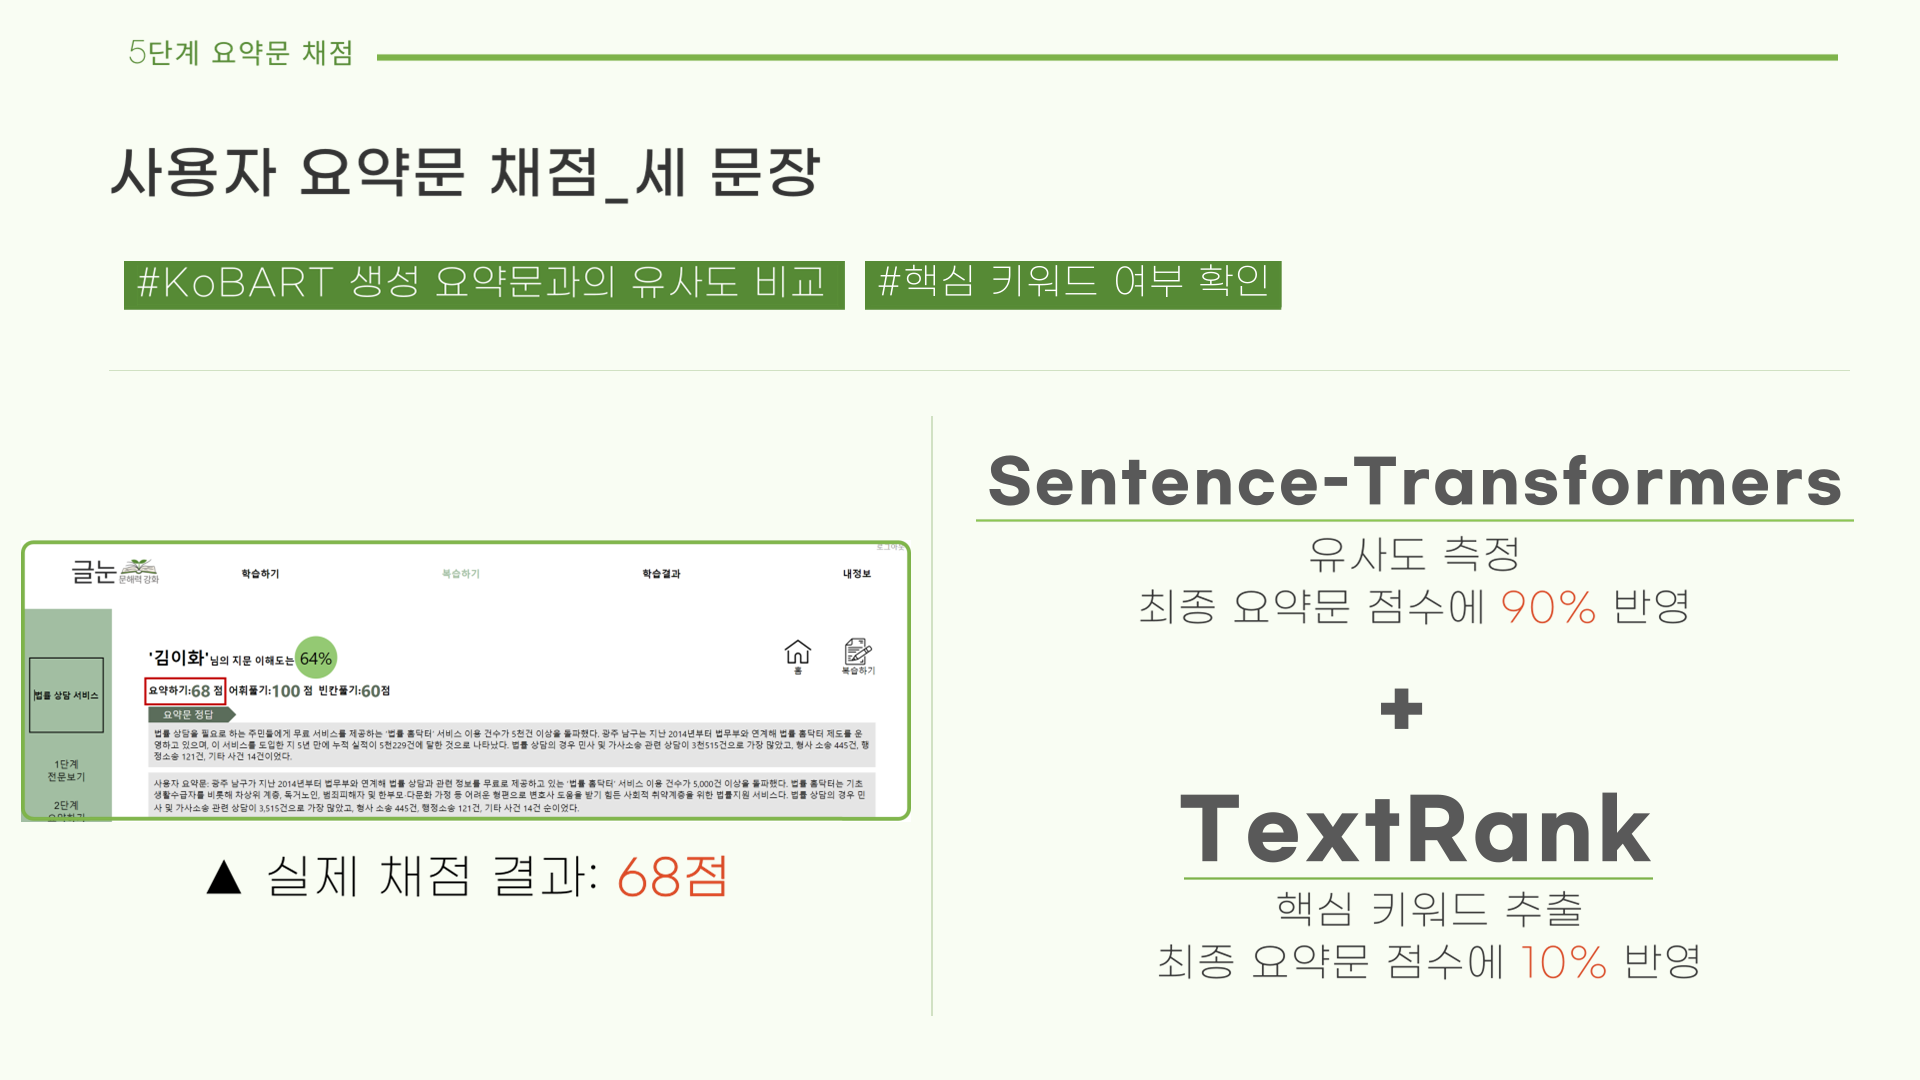 5단계 요약문 채점
사용자 요약문 채점_세 문장
#KoBART 생성 요약문과의 유사도 비교
#핵심 키워드 여부 확인
글눈
문해력 강화
학습하기
복습하기
학습결과
내정보
'김이화'님의 지문 이해도는 64%
홈
복습하기
요약하기:68 점 어휘풀기:100 점 빈칸풀기:60점
법률 상담 서비스
요약문 정답
법률 상담을 필요로 하는 주민들에게 무료 서비스를 제공하는 '법률 홈닥터' 서비스 이용 건수가 5천건 이상을 돌파했다. 광주 남구는 지난 2014년부터 법무부와 연계해 법률 홈닥터 제도를 운
영하고 있으며, 이 서비스를 도입한 지 5년 만에 누적 실적이 5천229건에 달한 것으로 나타났다. 법률 상담의 경우 민사 및 가사소송 관련 상담이 3천515건으로 가장 많았고, 형사 소송 445건, 행
정소송 121건, 기타 사건 14건이었다.
1단계
전문보기
사용자 요약문: 광주 남구가 지난 2014년부터 법무부와 연계해 법률 상담과 관련 정보를 무료로 제공하고 있는 '법률 홈닥터' 서비스 이용 건수가 5,000건 이상을 돌파했다. 법률 홈닥터는 기초
생활수급자를 비롯해 차상위 계층, 독거노인, 범죄피해자 및 한부모·다문화 가정 등 어려운 형편으로 변호사 도움을 받기 힘든 사회적 취약계층을 위한 법률지원 서비스다. 법률 상담의 경우 민
사 및 가사소송 관련 상담이 3,515건으로 가장 많았고, 형사 소송 445건, 행정소송 121건, 기타 사건 14건 순이었다.
2단계
▲ 실제 채점 결과: 68점
Sentence-Transformers
유사도 측정
최종 요약문 점수에 90% 반영
+
TextRank
핵심 키워드 추출
최종 요약문 점수에 10% 반영